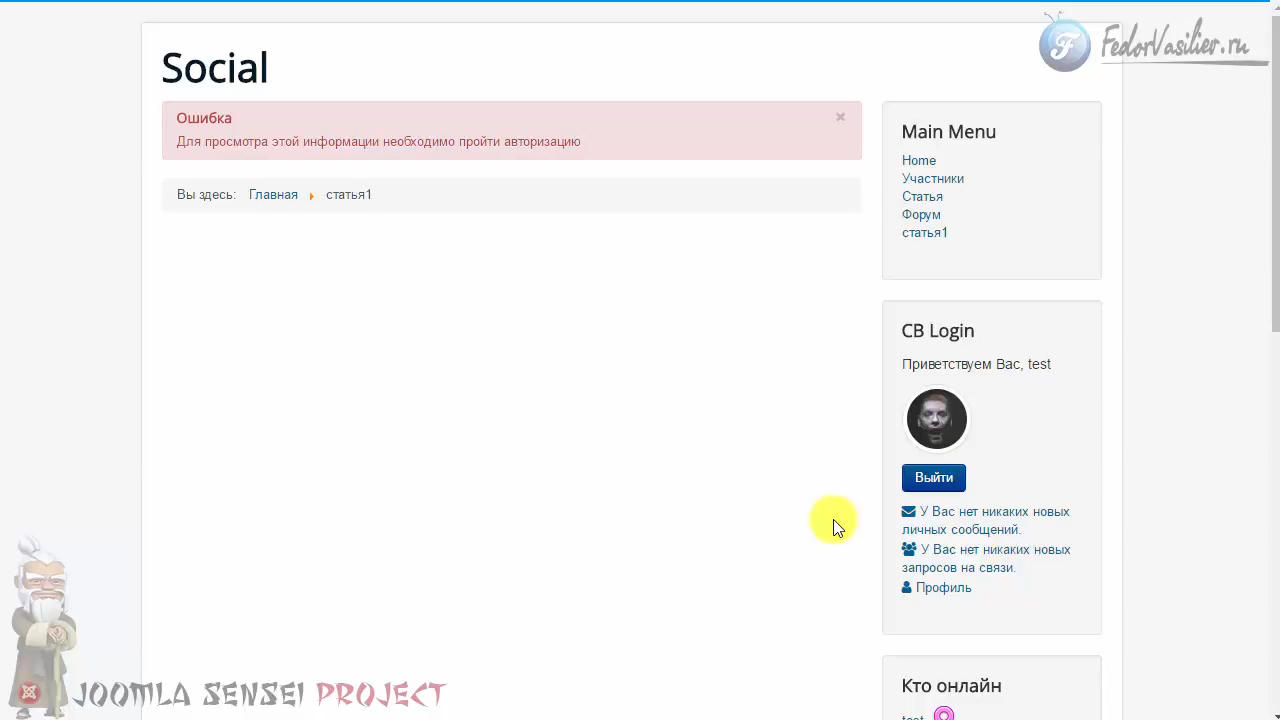 FedorVasilier.ru
Social
Ошибка
×
Для просмотра этой информации необходимо пройти авторизацию
Вы здесь: Главная статья1
Main Menu
Home
Участники
Статья
Форум
статья1
CB Login
Приветствуем Вас, test
Выйти
У Вас нет никаких новых
личных сообщений.
У Вас нет никаких новых
запросов на связи.
Профиль
Кто онлайн
test
JOOMLA SENSEI PROJECT